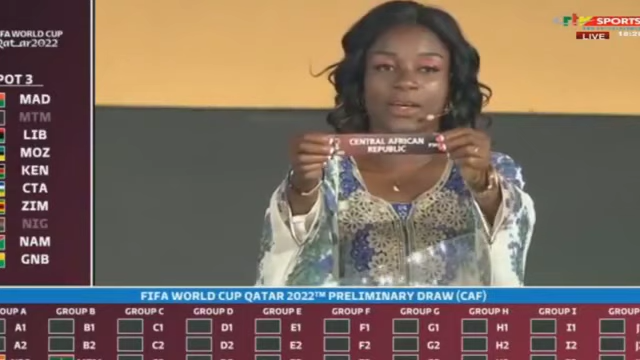 FIFA WORLD CUP
Qatar2022
SPORTS
LIVE
POT 3
MAD
MTM
LIB
MOZ
KEN
CTA
ZIM
NIG
NAM
GNB
CENTRAL AFRICAN
REPUBLIC
FIFA WORLD CUP QATAR 2022™ PRELIMINARY DRAW (CAF)
GROUP B GROUP C GROUP D GROUP E GROUP F GROUP G GROUP H GROUP I
A1 B1 C1 D1 E1 F1 G1 H1 I1
A2 B2 C2 D2 E2 F2 G2 H2 I2